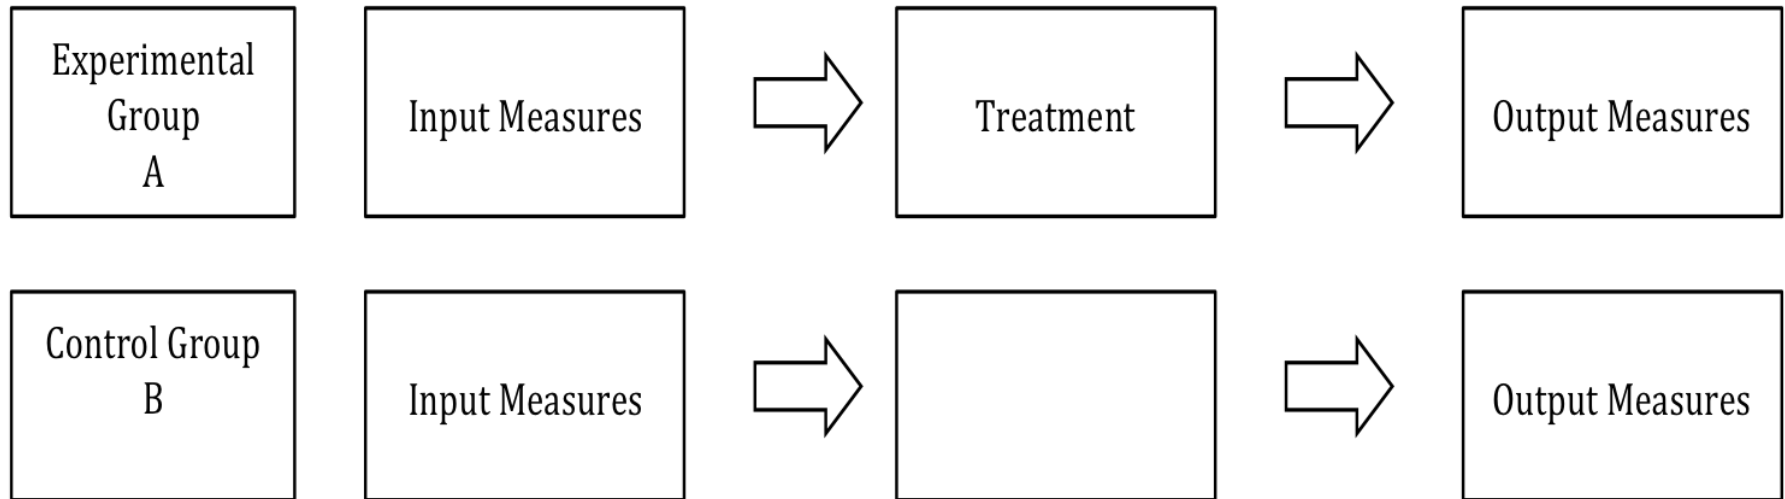 Experimental
Group
A
Input Measures
Treatment
Output Measures
Control Group
B
Input Measures
Output Measures